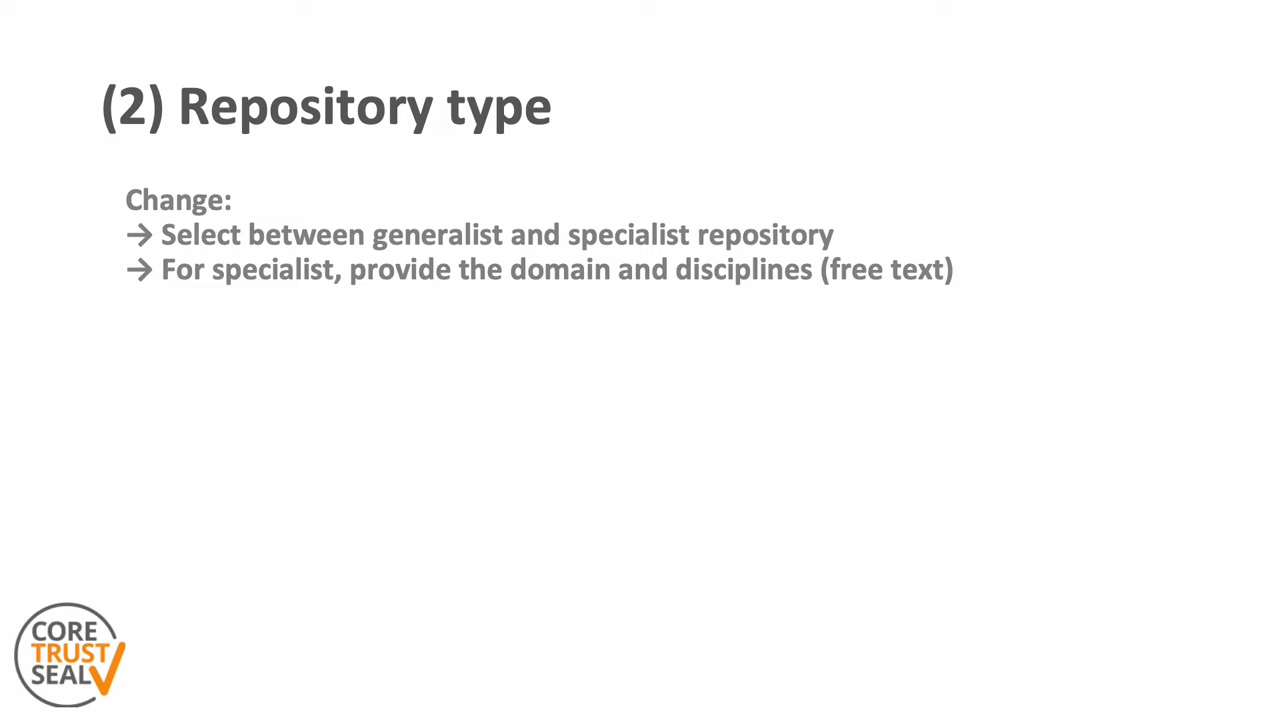 (2) Repository type
Change:
→ Select between generalist and specialist repository
→ For specialist, provide the domain and disciplines (free text)
CORE
TRUST
SEAL